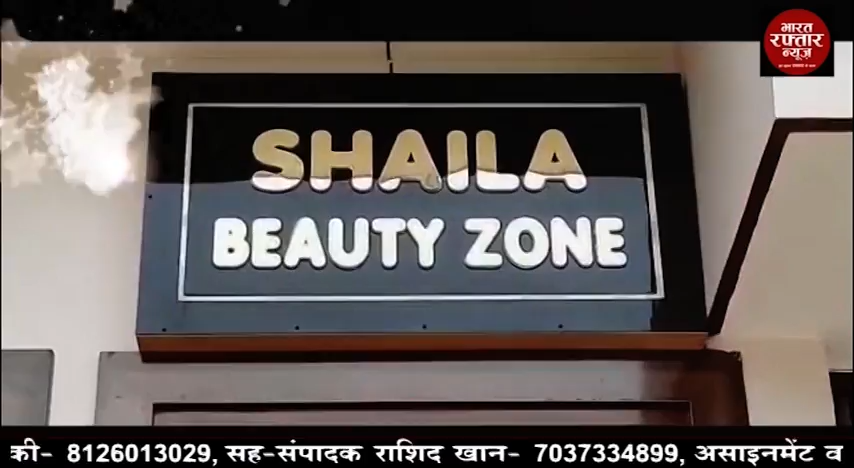 भारत
रफ्तार
न्यूज़
SHAILA
BEAUTY ZONE
की- 8126013029, सह-संपादक राशिद खान- 7037334899, असाइनमेंट व